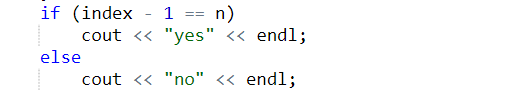 if (index - 1 == n)
    cout << "yes" << endl;
else
    cout << "no" << endl;